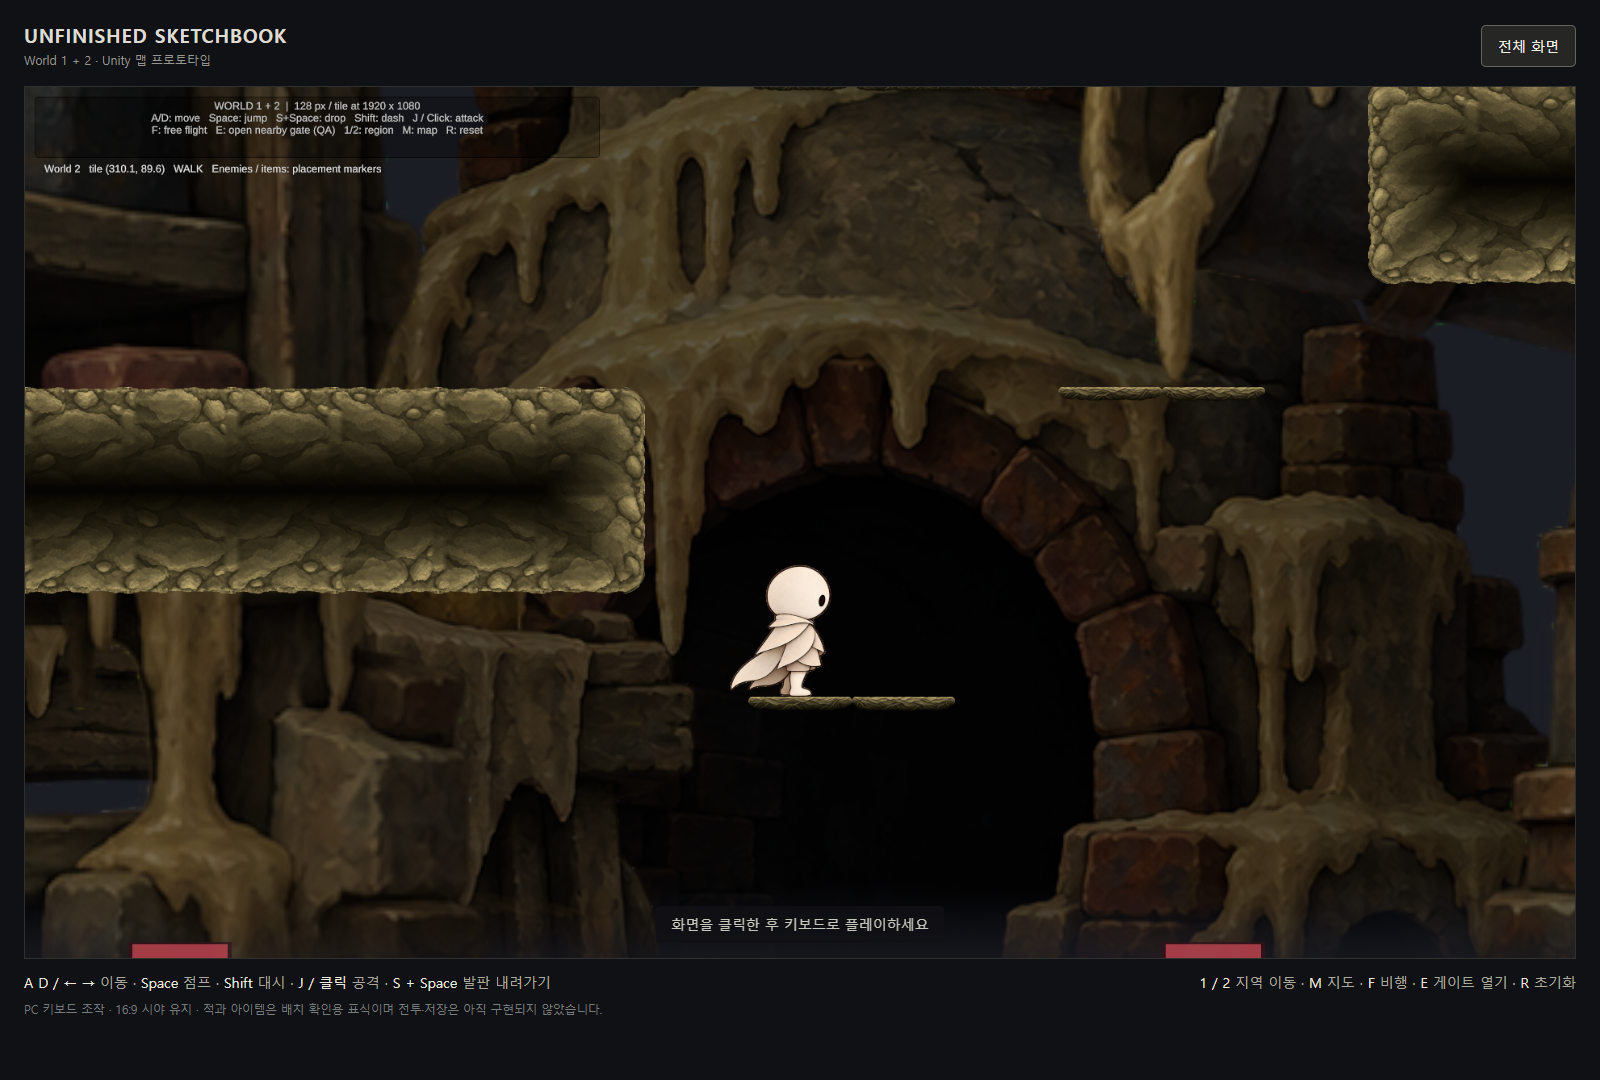 UNFINISHED SKETCHBOOK
World 1 + 2 · Unity 맵 프로토타입
전체 화면
WORLD 1 + 2 | 128 px / tile at 1920 x 1080
A/D: move Space: jump S+Space: drop Shift: dash J / Click: attack
F: free flight E: open nearby gate (QA) 1/2: region M: map R: reset
World 2 tile (310.1, 89.6) WALK Enemies / items: placement markers
화면을 클릭한 후 키보드로 플레이하세요
A D / ← → 이동 · Space 점프 · Shift 대시 · J / 클릭 공격 · S + Space 발판 내려가기
1 / 2 지역 이동 · M 지도 · F 비행 · E 게이트 열기 · R 초기화
PC 키보드 조작 · 16:9 시야 유지 · 적과 아이템은 배치 확인용 표식이며 전투·저장은 아직 구현되지 않았습니다.